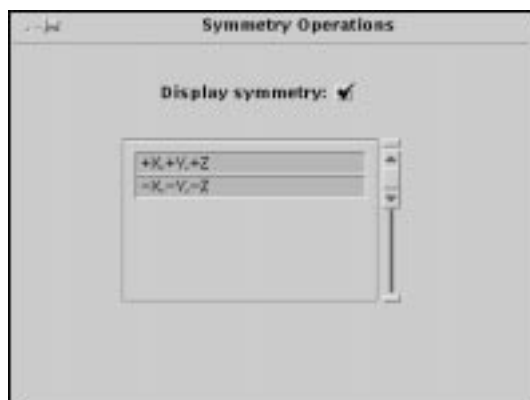 Symmetry Operations
Display symmetry:
+X,+Y,+Z
-X,-Y,-Z